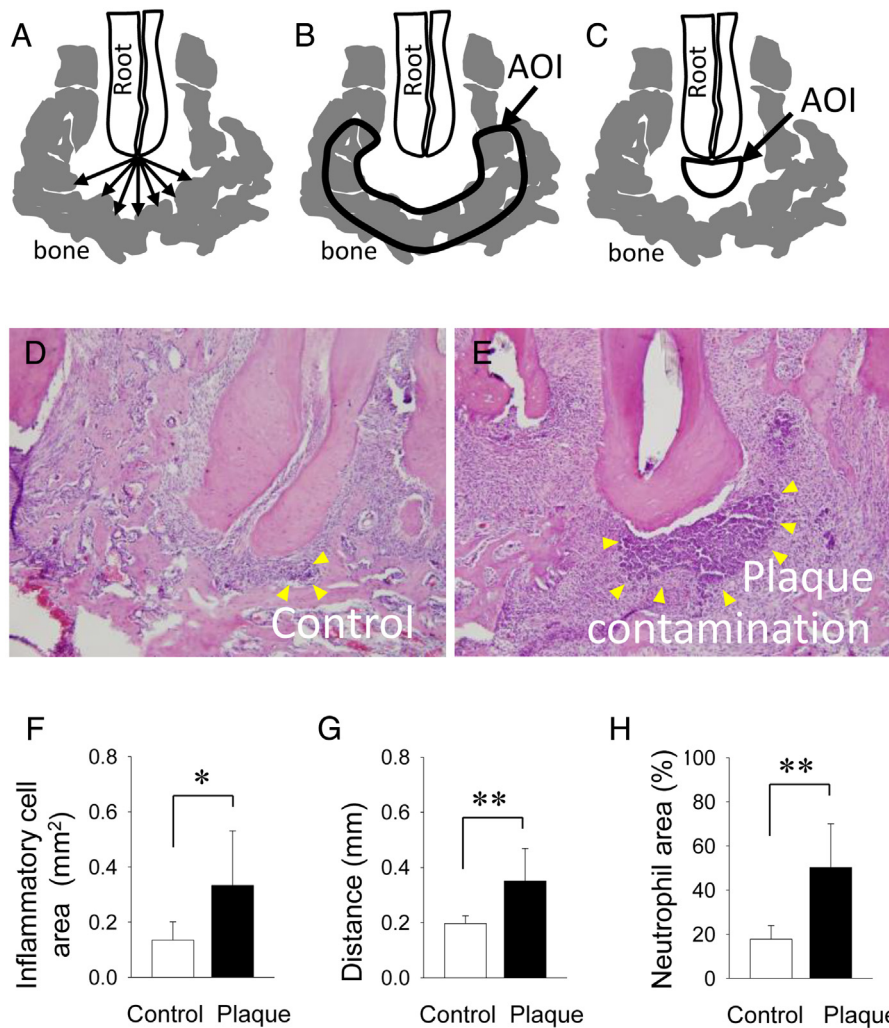 A
Root
bone
B
Root
AOI
bone
C
Root
AOI
bone
D
Control
E
Plaque
contamination
F
Inflammatory cell
area (mm²)
0.8
0.6
0.4
0.2
0.0
*
Control Plaque
G
Distance (mm)
0.8
0.6
0.4
0.2
0.0
**
Control Plaque
H
Neutrophil area (%)
100
80
60
40
20
0
**
Control Plaque